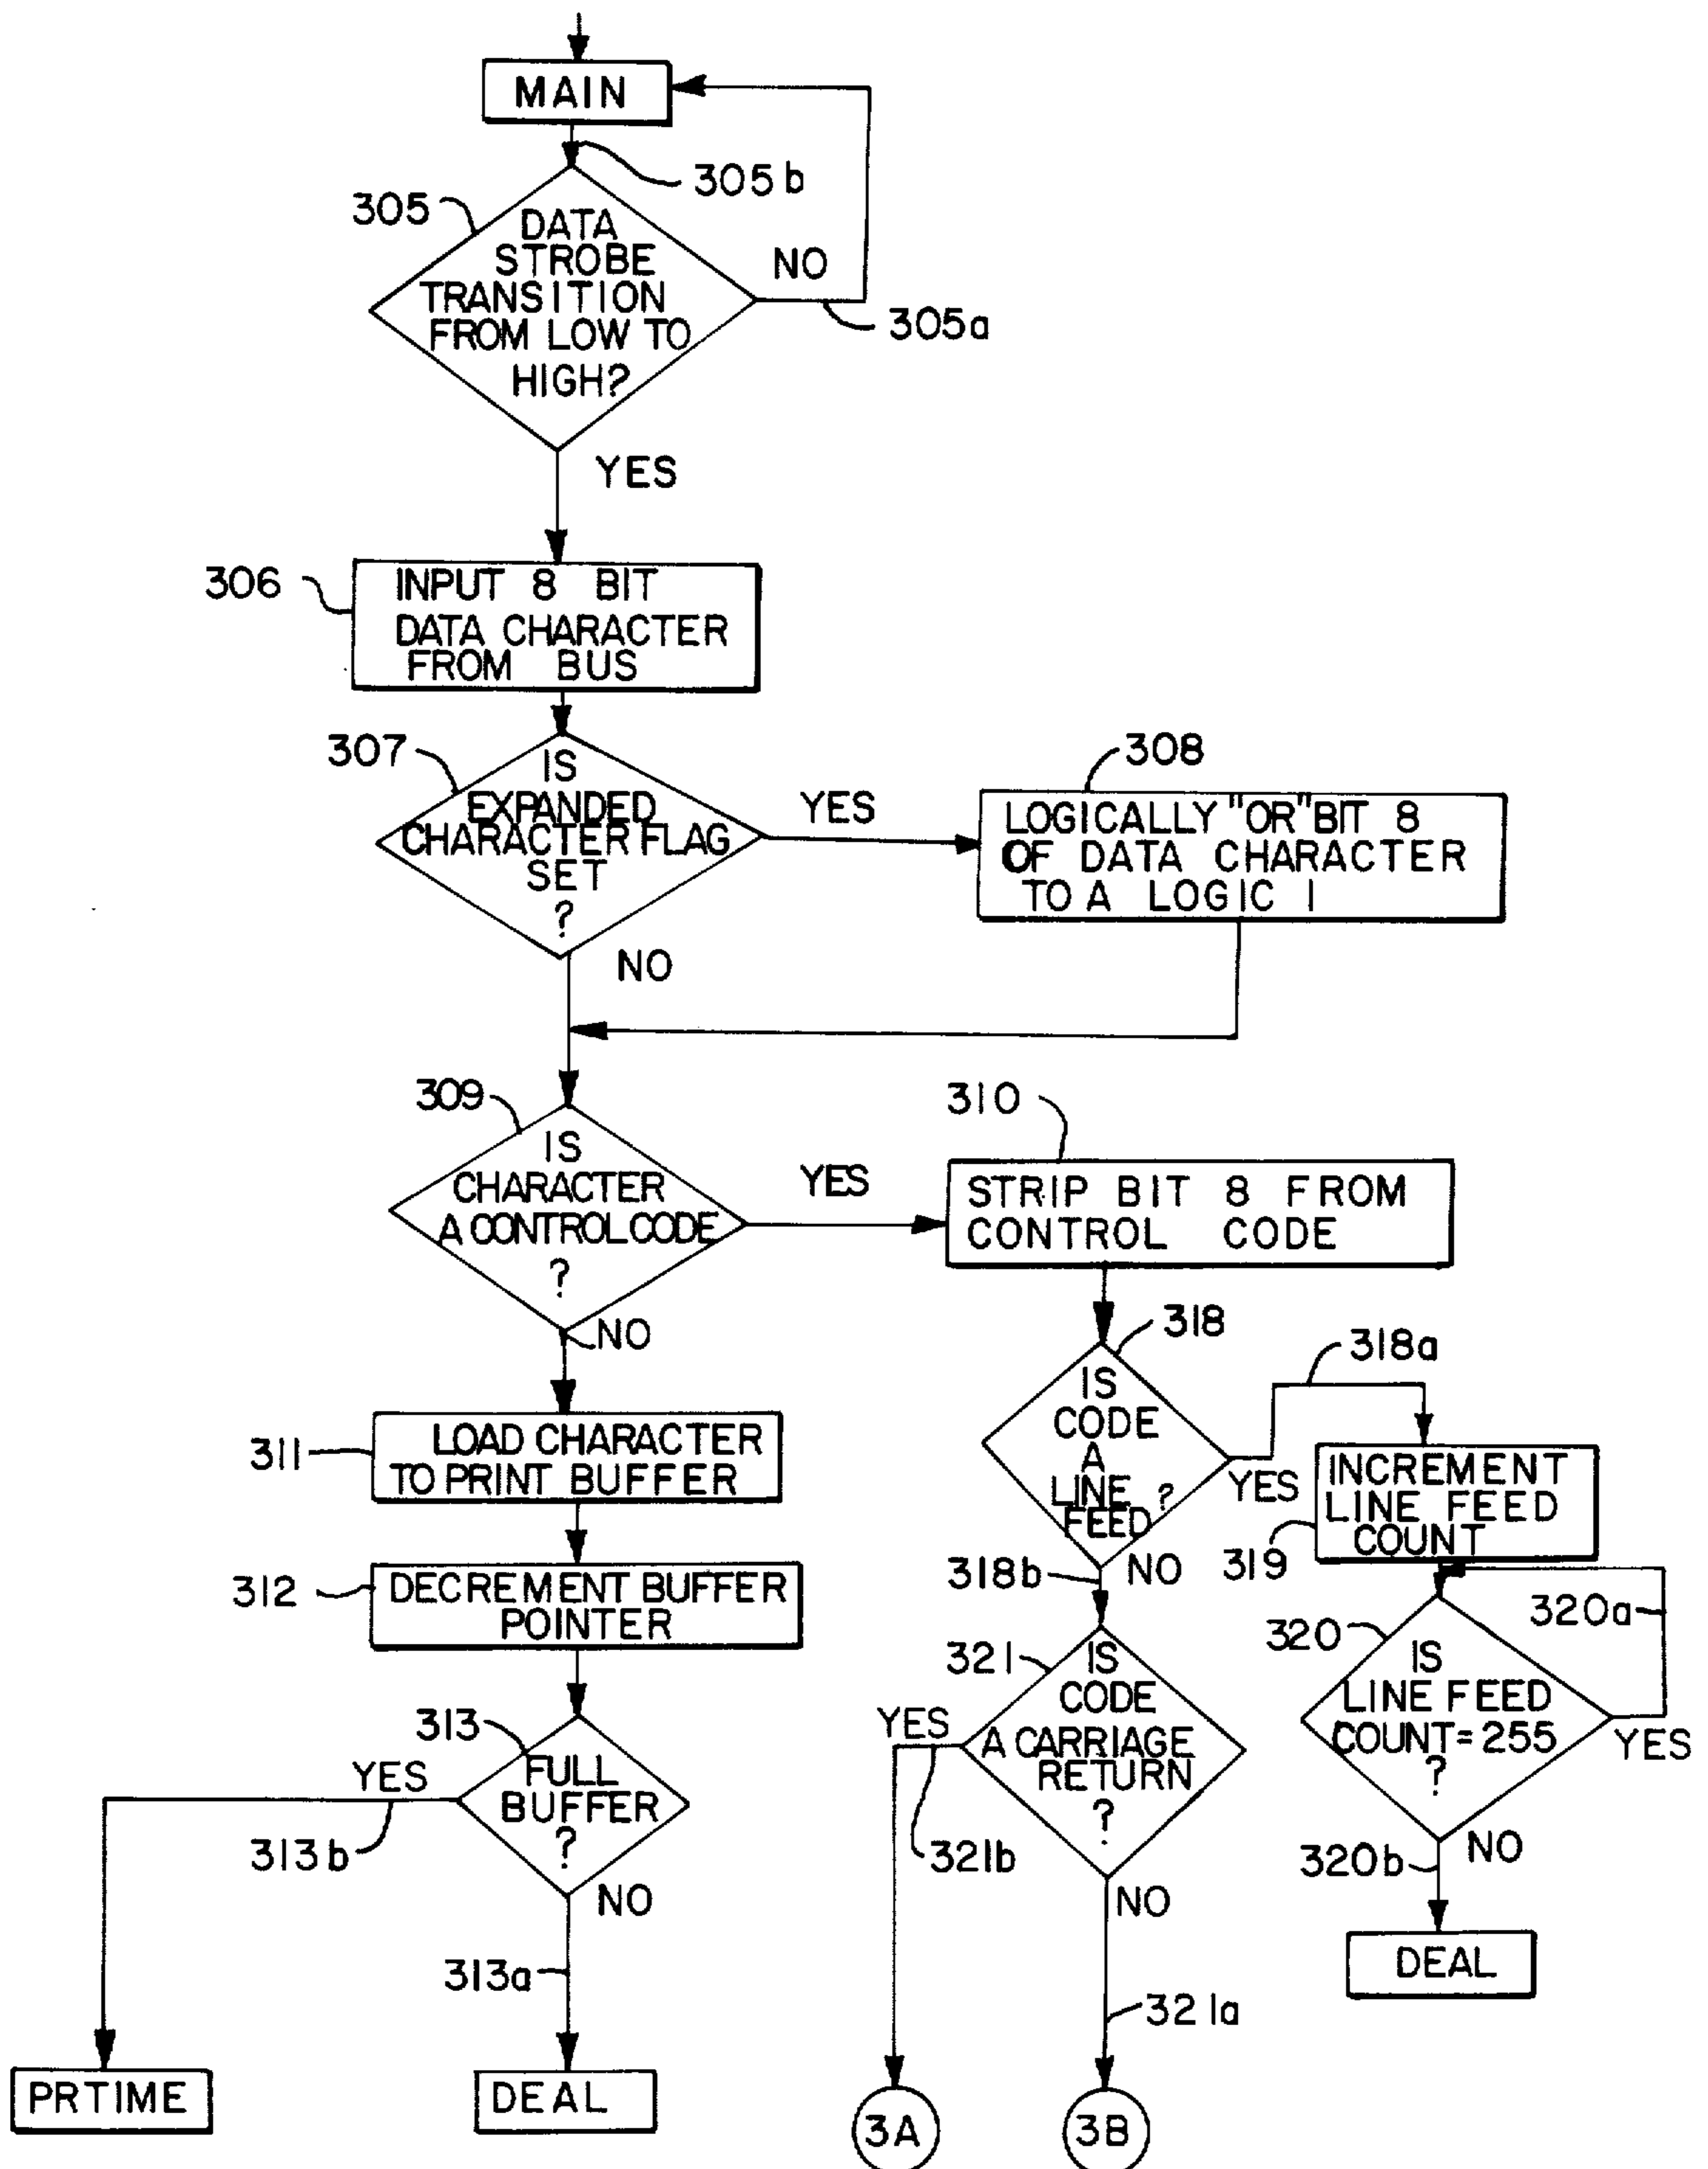 MAIN
305b
305
DATA
STROBE
TRANSITION
FROM LOW TO
HIGH?
NO
305a
YES
306
INPUT 8 BIT
DATA CHARACTER
FROM BUS
307
IS
EXPANDED
CHARACTER FLAG
SET
?
YES
308
LOGICALLY "OR" BIT 8
OF DATA CHARACTER
TO A LOGIC 1
NO
309
IS
CHARACTER
A CONTROL CODE
?
YES
310
STRIP BIT 8 FROM
CONTROL CODE
NO
318
IS
CODE
A
LINE
FEED ?
318a
YES
311
LOAD CHARACTER
TO PRINT BUFFER
INCREMENT
LINE FEED
COUNT
319
318b
NO
312
DECREMENT BUFFER
POINTER
320a
320
IS
LINE FEED
COUNT = 255
?
YES
321
IS
CODE
A CARRIAGE
RETURN
?
YES
321b
313
FULL
BUFFER
?
YES
313b
NO
320b
NO
DEAL
NO
313a
321a
PRTIME
DEAL
3A
3B